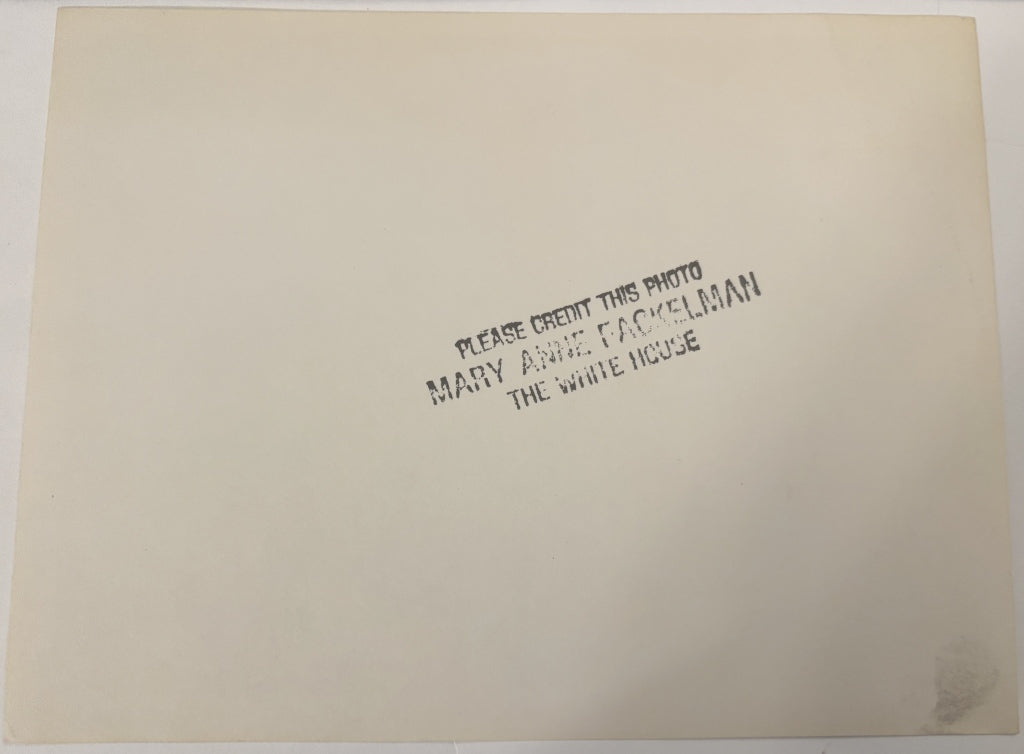 PLEASE CREDIT THIS PHOTO
MARY ANNE FACKELMAN
THE WHITE HOUSE